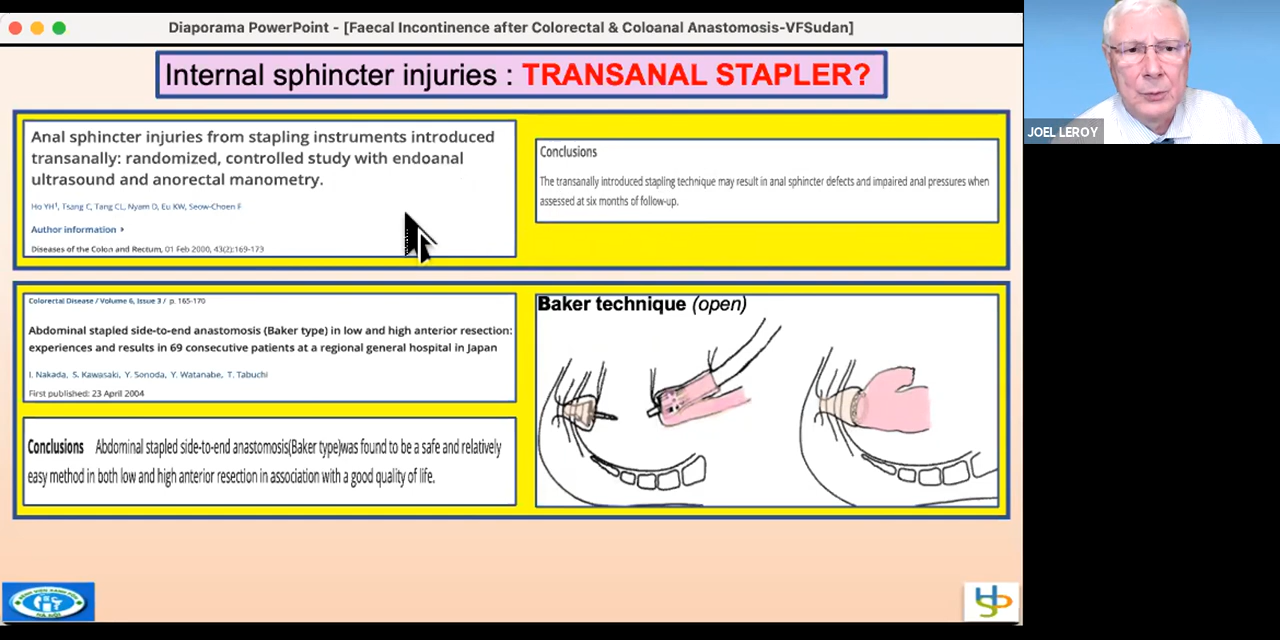 Diaporama PowerPoint - [Faecal Incontinence after Colorectal & Coloanal Anastomosis-VFSudan]
Internal sphincter injuries : TRANSANAL STAPLER?
Anal sphincter injuries from stapling instruments introduced
transanally: randomized, controlled study with endoanal
ultrasound and anorectal manometry.
Ho YH1, Tsang C, Tang CL, Nyam D, Eu KW, Seow-Choen F
Author information
Diseases of the Colon and Rectum, 01 Feb 2000, 43(2):169-173
Conclusions
The transanally introduced stapling technique may result in anal sphincter defects and impaired anal pressures when
assessed at six months of follow-up.
Colorectal Disease / Volume 6, Issue 3 / p. 165-170
Abdominal stapled side-to-end anastomosis (Baker type) in low and high anterior resection:
experiences and results in 69 consecutive patients at a regional general hospital in Japan
I. Nakada, S. Kawasaki, Y. Sonoda, Y. Watanabe, T. Tabuchi
First published: 23 April 2004
Conclusions Abdominal stapled side-to-end anastomosis(Baker type)was found to be a safe and relatively
easy method in both low and high anterior resection in association with a good quality of life.
Baker technique (open)
JOEL LEROY